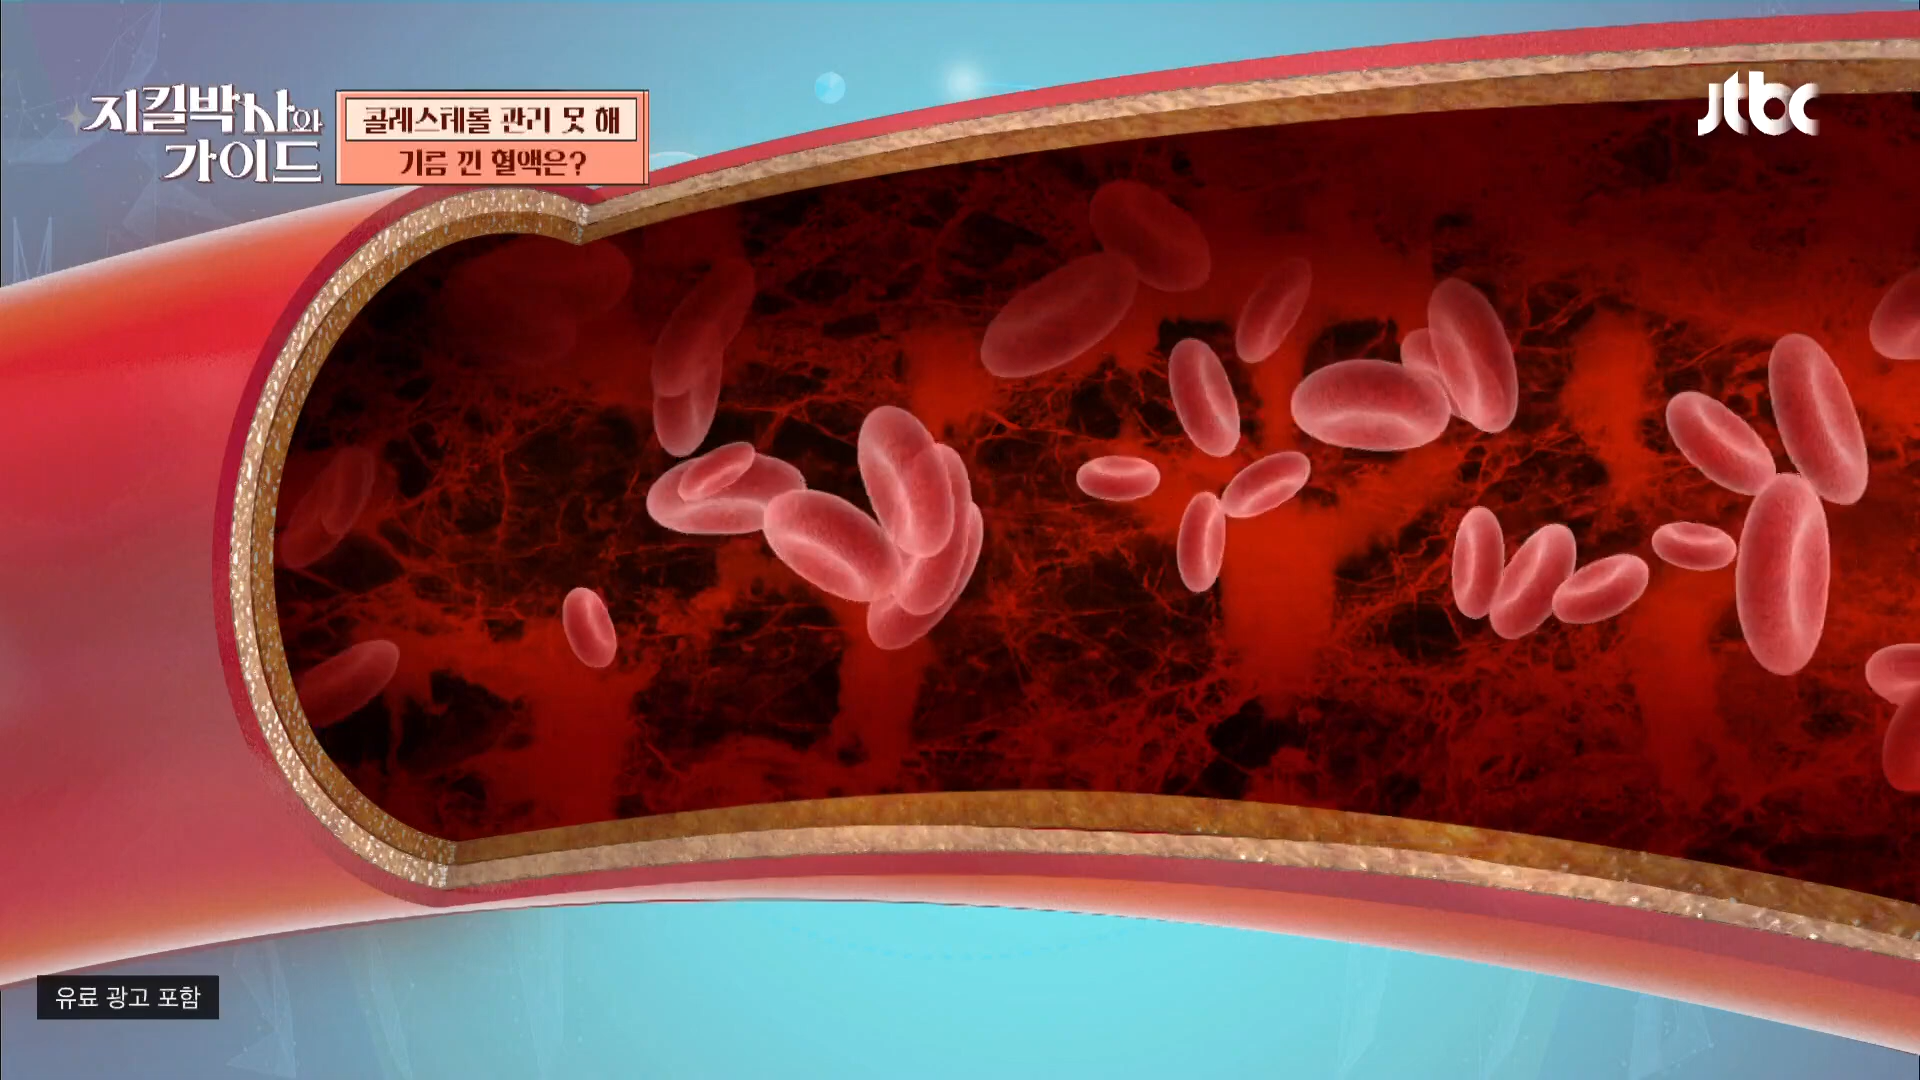 지킬박사와
가이드
콜레스테롤 관리 못 해
기름 낀 혈액은?
jtbc
유료 광고 포함